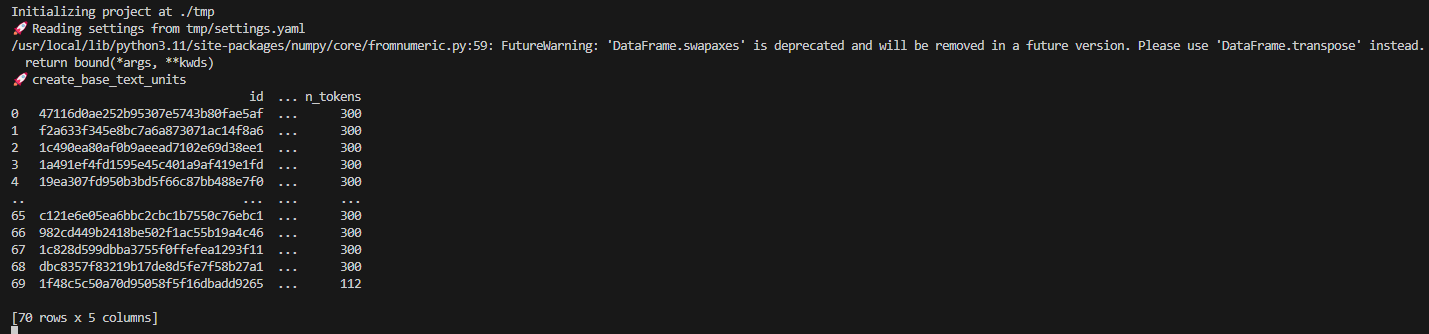 Initializing project at ./tmp
🚀 Reading settings from tmp/settings.yaml
/usr/local/lib/python3.11/site-packages/numpy/core/fromnumeric.py:59: FutureWarning: 'DataFrame.swapaxes' is deprecated and will be removed in a future version. Please use 'DataFrame.transpose' instead.
  return bound(*args, **kwds)
🚀 create_base_text_units
                                  id  ... n_tokens
0   47116d0ae252b95307e5743b80fae5af  ...      300
1   f2a633f345e8bc7a6a873071ac14f8a6  ...      300
2   1c490ea80af0b9aeead7102e69d38ee1  ...      300
3   1a491ef4fd1595e45c401a9af419e1fd  ...      300
4   19ea307fd950b3bd5f66c87bb488e7f0  ...      300
..                               ...  ...      ...
65  c121e6e05ea6bbc2cbc1b7550c76ebc1  ...      300
66  982cd449b2418be502f1ac55b19a4c46  ...      300
67  1c828d599dbba3755f0ffefea1293f11  ...      300
68  dbc8357f83219b17de8d5fe7f58b27a1  ...      300
69  1f48c5c50a70d95058f5f16dbadd9265  ...      112

[70 rows x 5 columns]